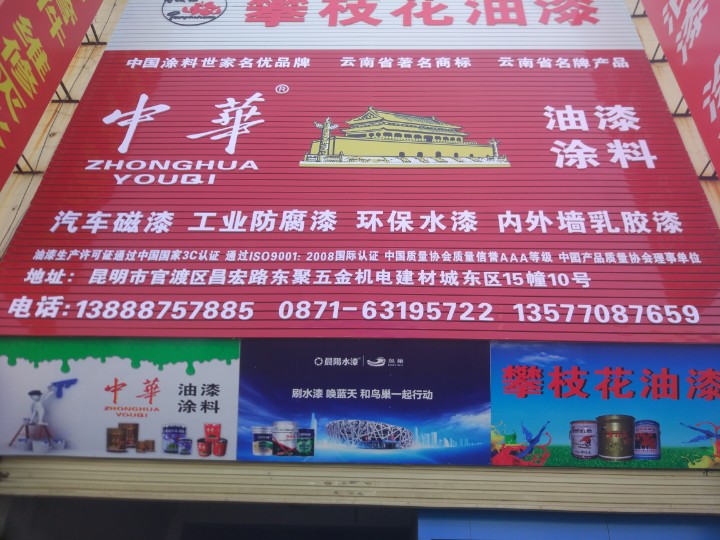 攀枝花油漆
中国涂料世家名优品牌 云南省著名商标 云南省名牌产品
中華®
ZHONGHUA
YOUQI
油漆
涂料
汽车磁漆 工业防腐漆 环保水漆 内外墙乳胶漆
油漆生产许可证通过中国国家3C认证 通过ISO9001：2008国际认证 中国质量协会质量信誉AAA等级 中国产品质量协会理事单位
地址：昆明市官渡区昌宏路东聚五金机电建材城东区15幢10号
电话:13888757885 0871-63195722 13577087659
中華
ZHONGHUA
YOUQI
油漆
涂料
晨陽水漆
鸟巢
刷水漆 唤蓝天 和鸟巢一起行动
攀枝花油漆